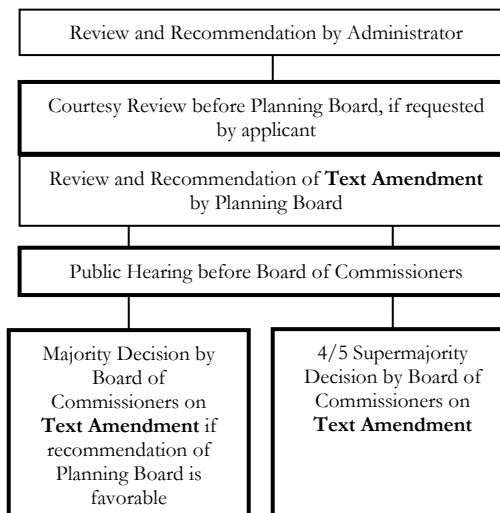 Review and Recommendation by Administrator
Courtesy Review before Planning Board, if requested
by applicant
Review and Recommendation of Text Amendment
by Planning Board
Public Hearing before Board of Commissioners
Majority Decision by
Board of
Commissioners on
Text Amendment if
recommendation of
Planning Board is
favorable
4/5 Supermajority
Decision by Board of
Commissioners on
Text Amendment